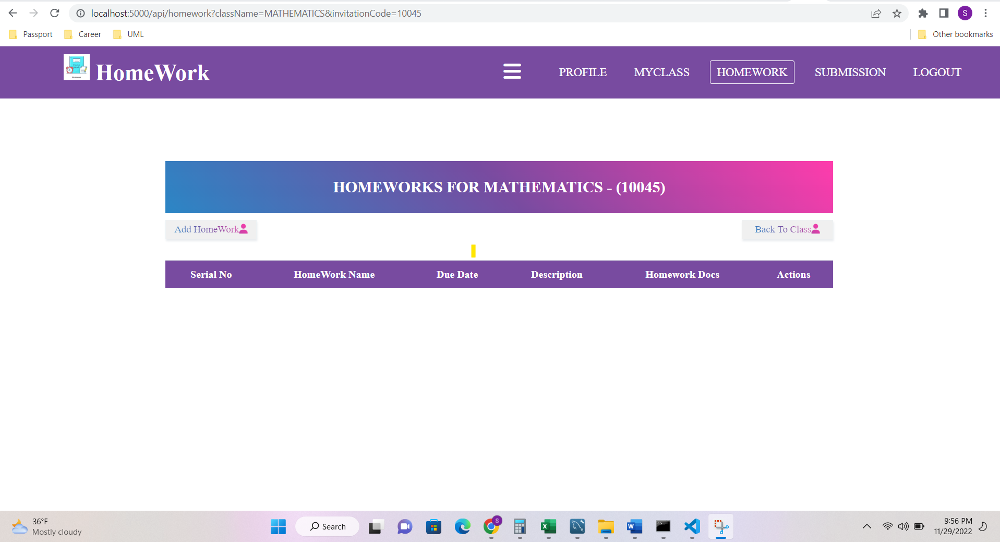 localhost:5000/api/homework?className=MATHEMATICS&invitationCode=10045
S
Passport
Career
UML
Other bookmarks
HomeWork
PROFILE
MYCLASS
HOMEWORK
SUBMISSION
LOGOUT
HOMEWORKS FOR MATHEMATICS - (10045)
Add HomeWork
Back To Class
Serial No
HomeWork Name
Due Date
Description
Homework Docs
Actions
36°F
Mostly cloudy
Search
S
9:56 PM
11/29/2022